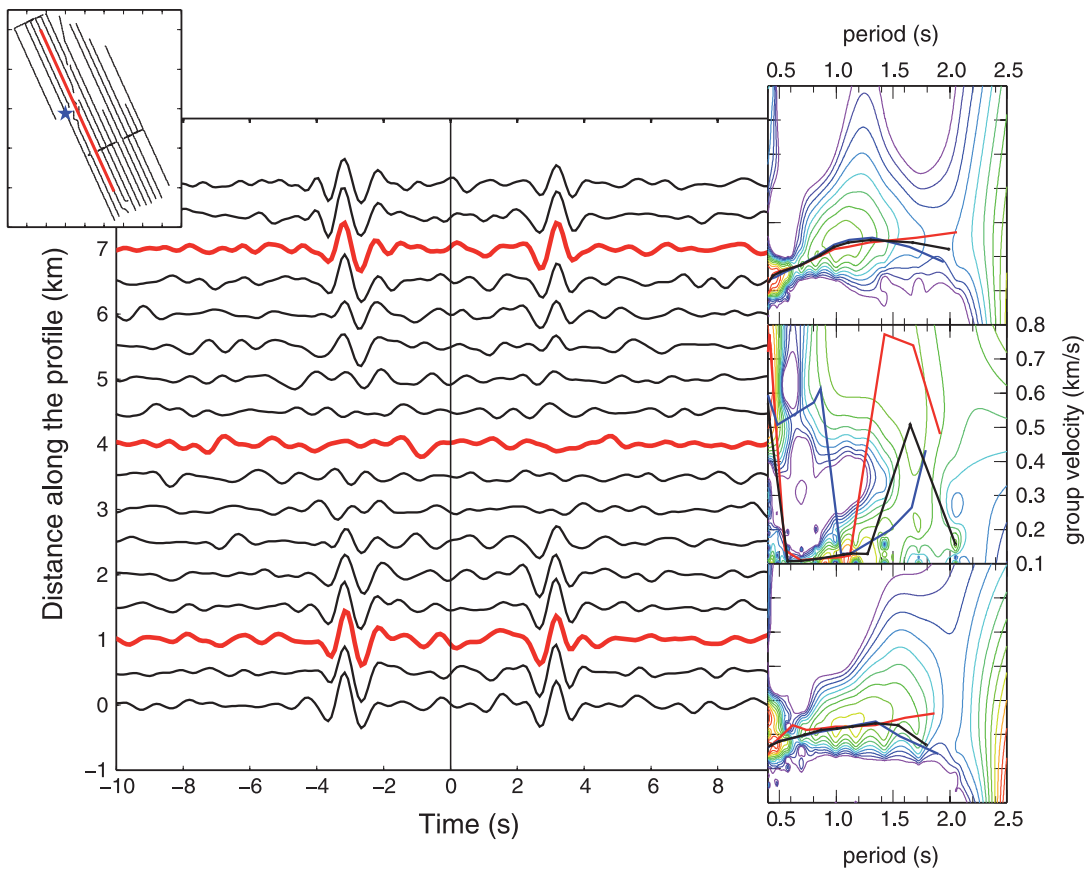 period (s)
0.5 1.0 1.5 2.0 2.5
Distance along the profile (km)
7
6
5
4
3
2
1
0
−1
−10 −8 −6 −4 −2 0 2 4 6 8
Time (s)
0.8
0.7
0.6
0.5
0.4
0.3
0.2
0.1
group velocity (km/s)
0.5 1.0 1.5 2.0 2.5
period (s)